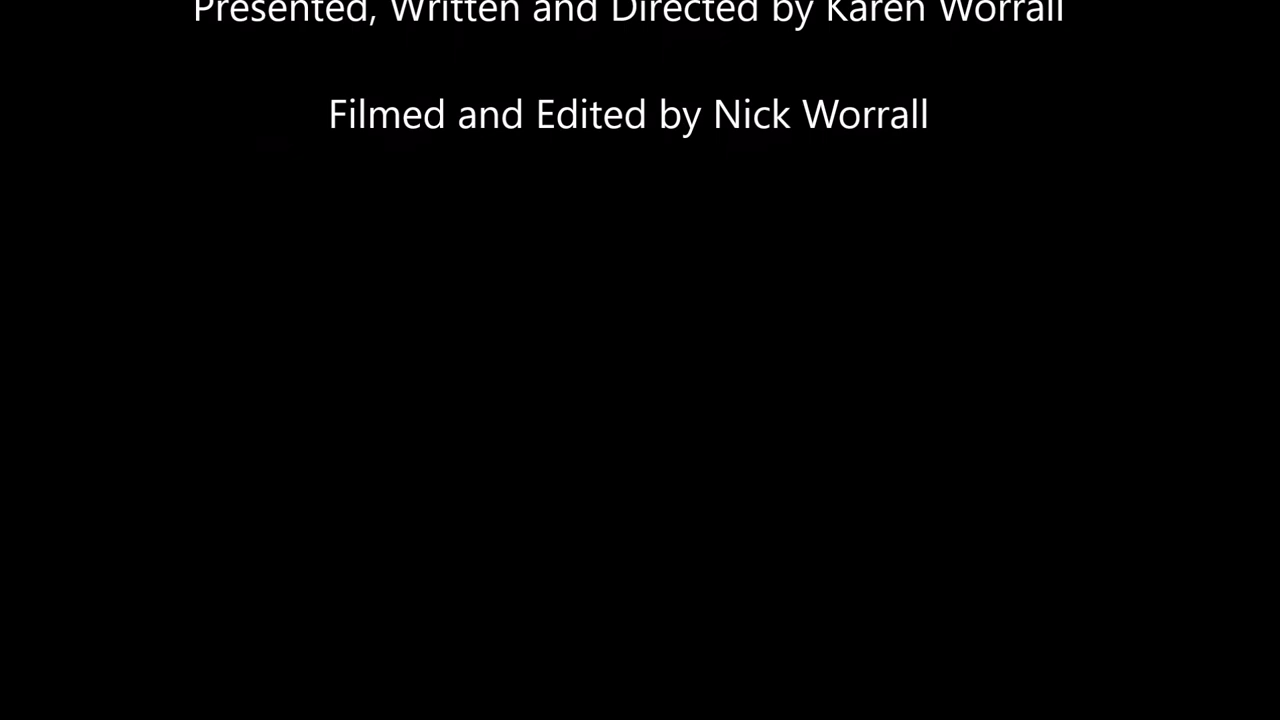 Presented, Written and Directed by Karen Worrall
Filmed and Edited by Nick Worrall